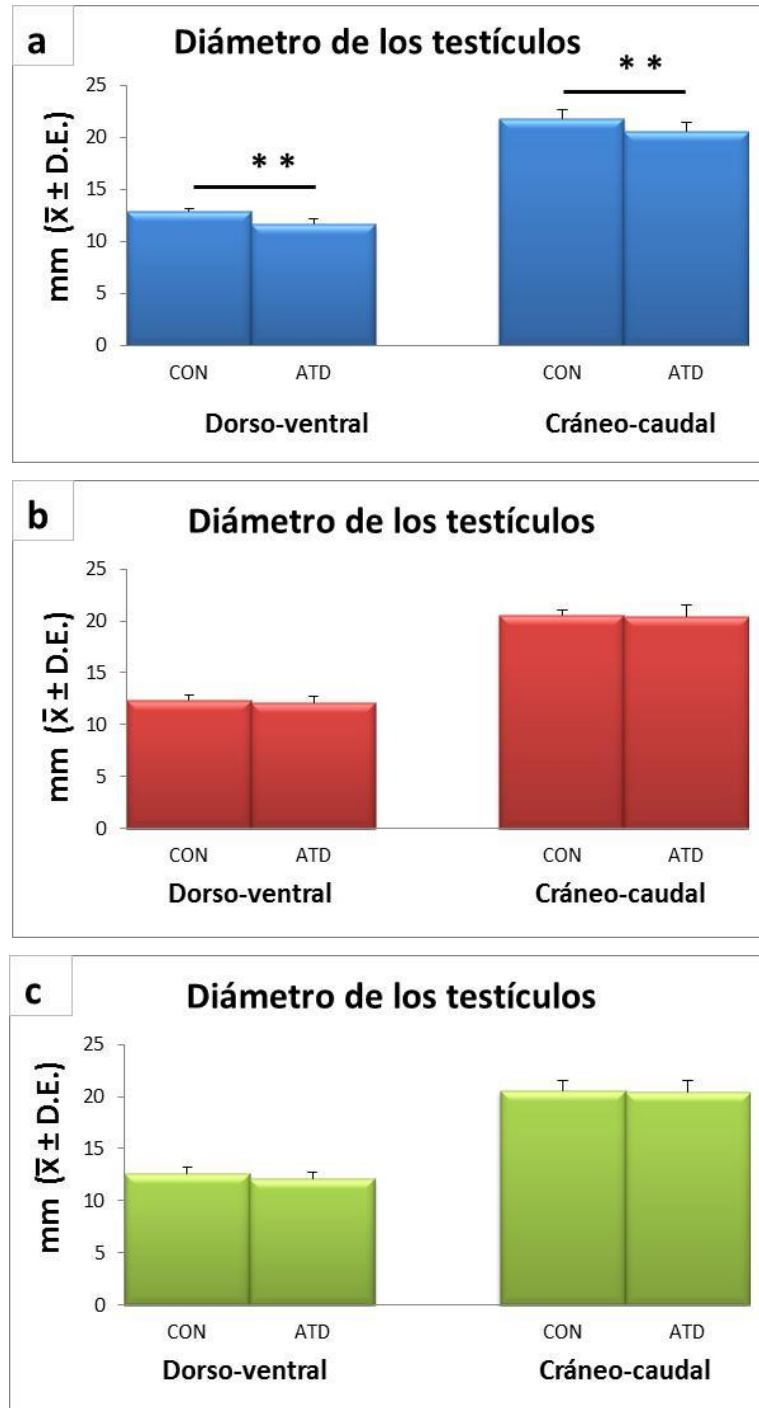 a
Diámetro de los testículos
* *
* *
mm (x̄ ± D.E.)
25
20
15
10
5
0
CON ATD CON ATD
Dorso-ventral Cráneo-caudal
b
Diámetro de los testículos
mm (x̄ ± D.E.)
25
20
15
10
5
0
CON ATD CON ATD
Dorso-ventral Cráneo-caudal
c
Diámetro de los testículos
mm (x̄ ± D.E.)
25
20
15
10
5
0
CON ATD CON ATD
Dorso-ventral Cráneo-caudal